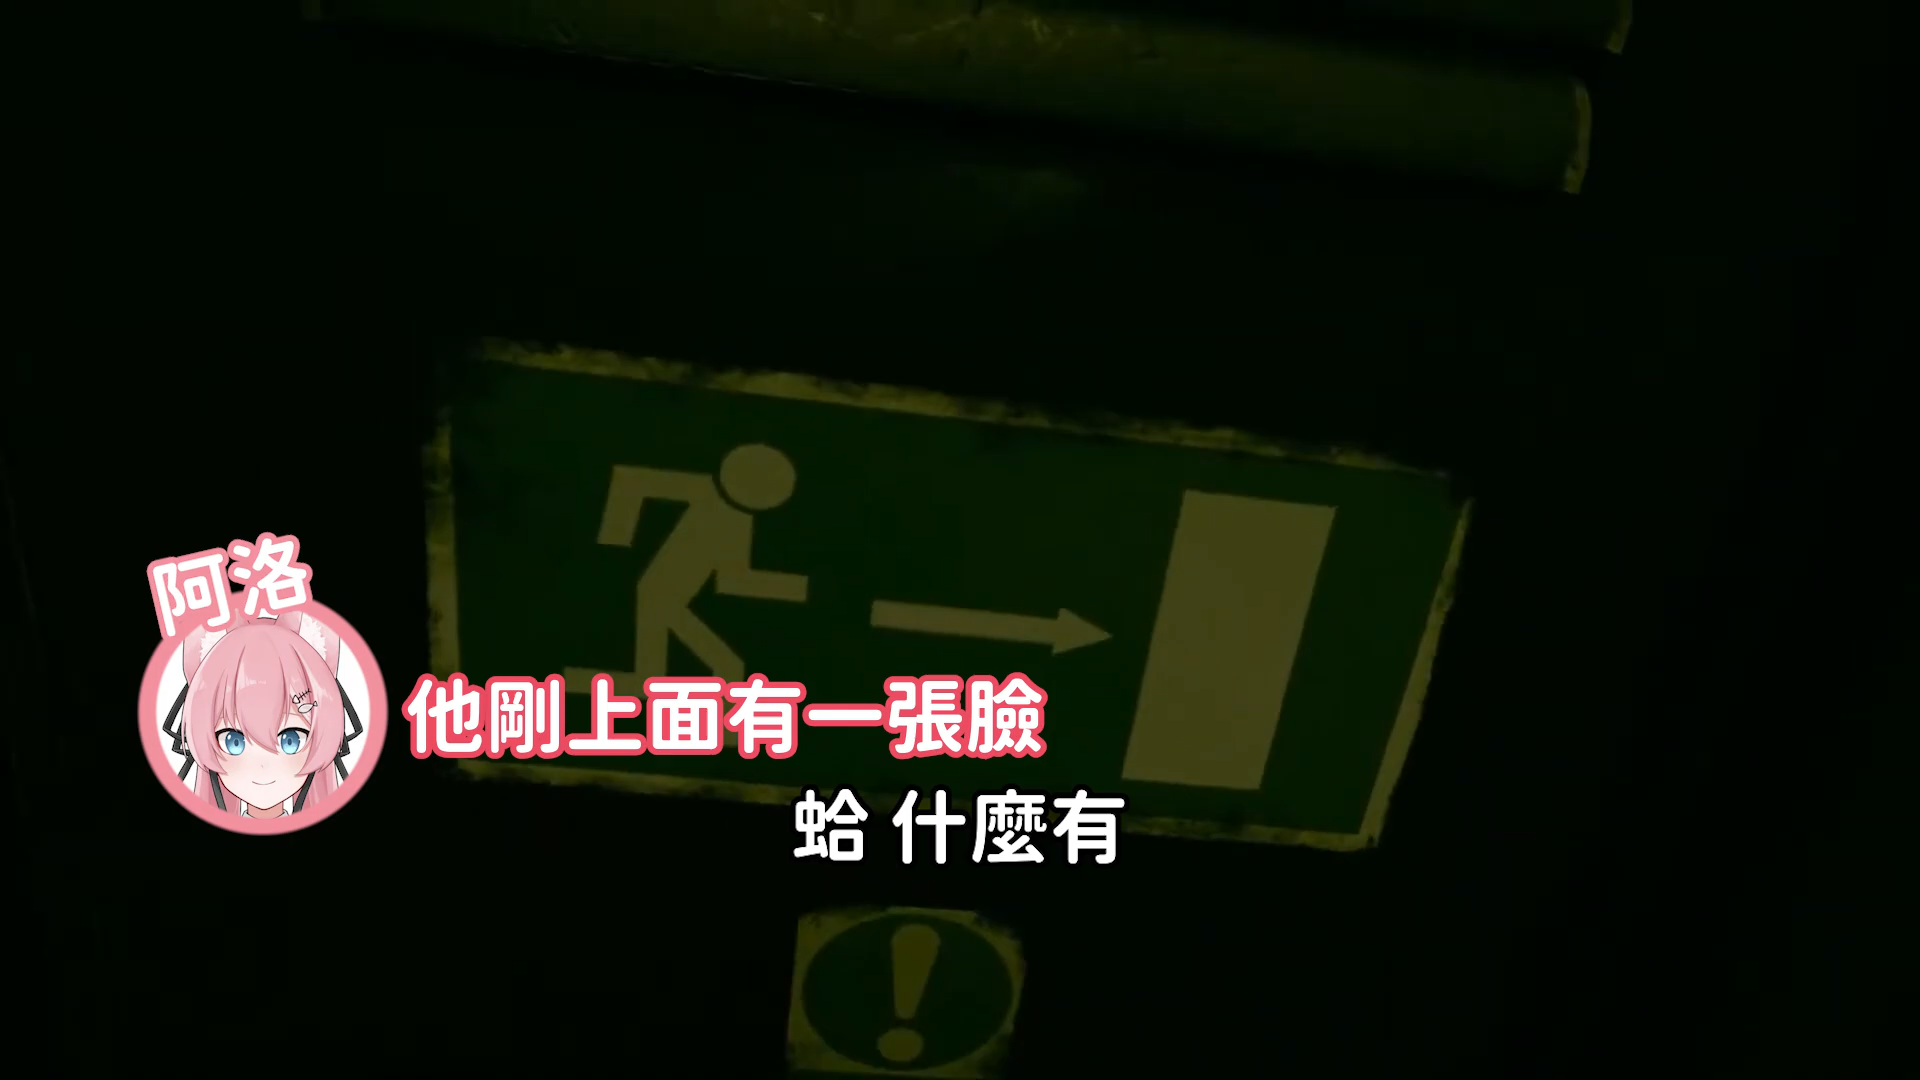 阿洛
他剛上面有一張臉
蛤 什麼有